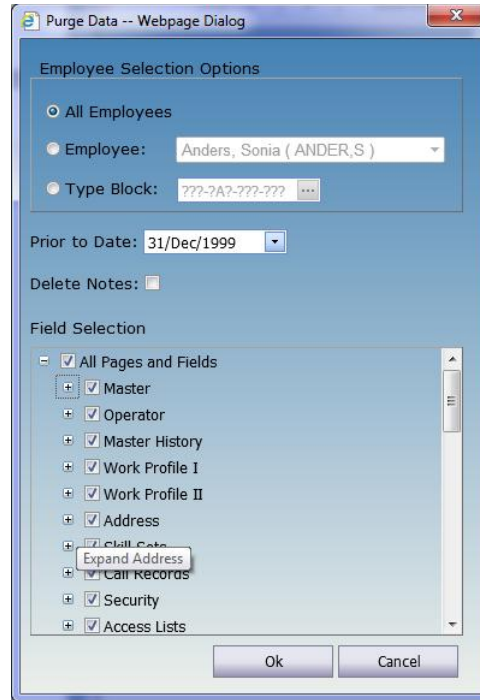 Purge Data -- Webpage Dialog
Employee Selection Options
All Employees
Employee: Anders, Sonia ( ANDER,S )
Type Block: ???-?A?-???-??? ...
Prior to Date: 31/Dec/1999
Delete Notes:
Field Selection
All Pages and Fields
Master
Operator
Master History
Work Profile I
Work Profile II
Address
Skill Sets
Expand Address
Call Records
Security
Access Lists
Ok Cancel